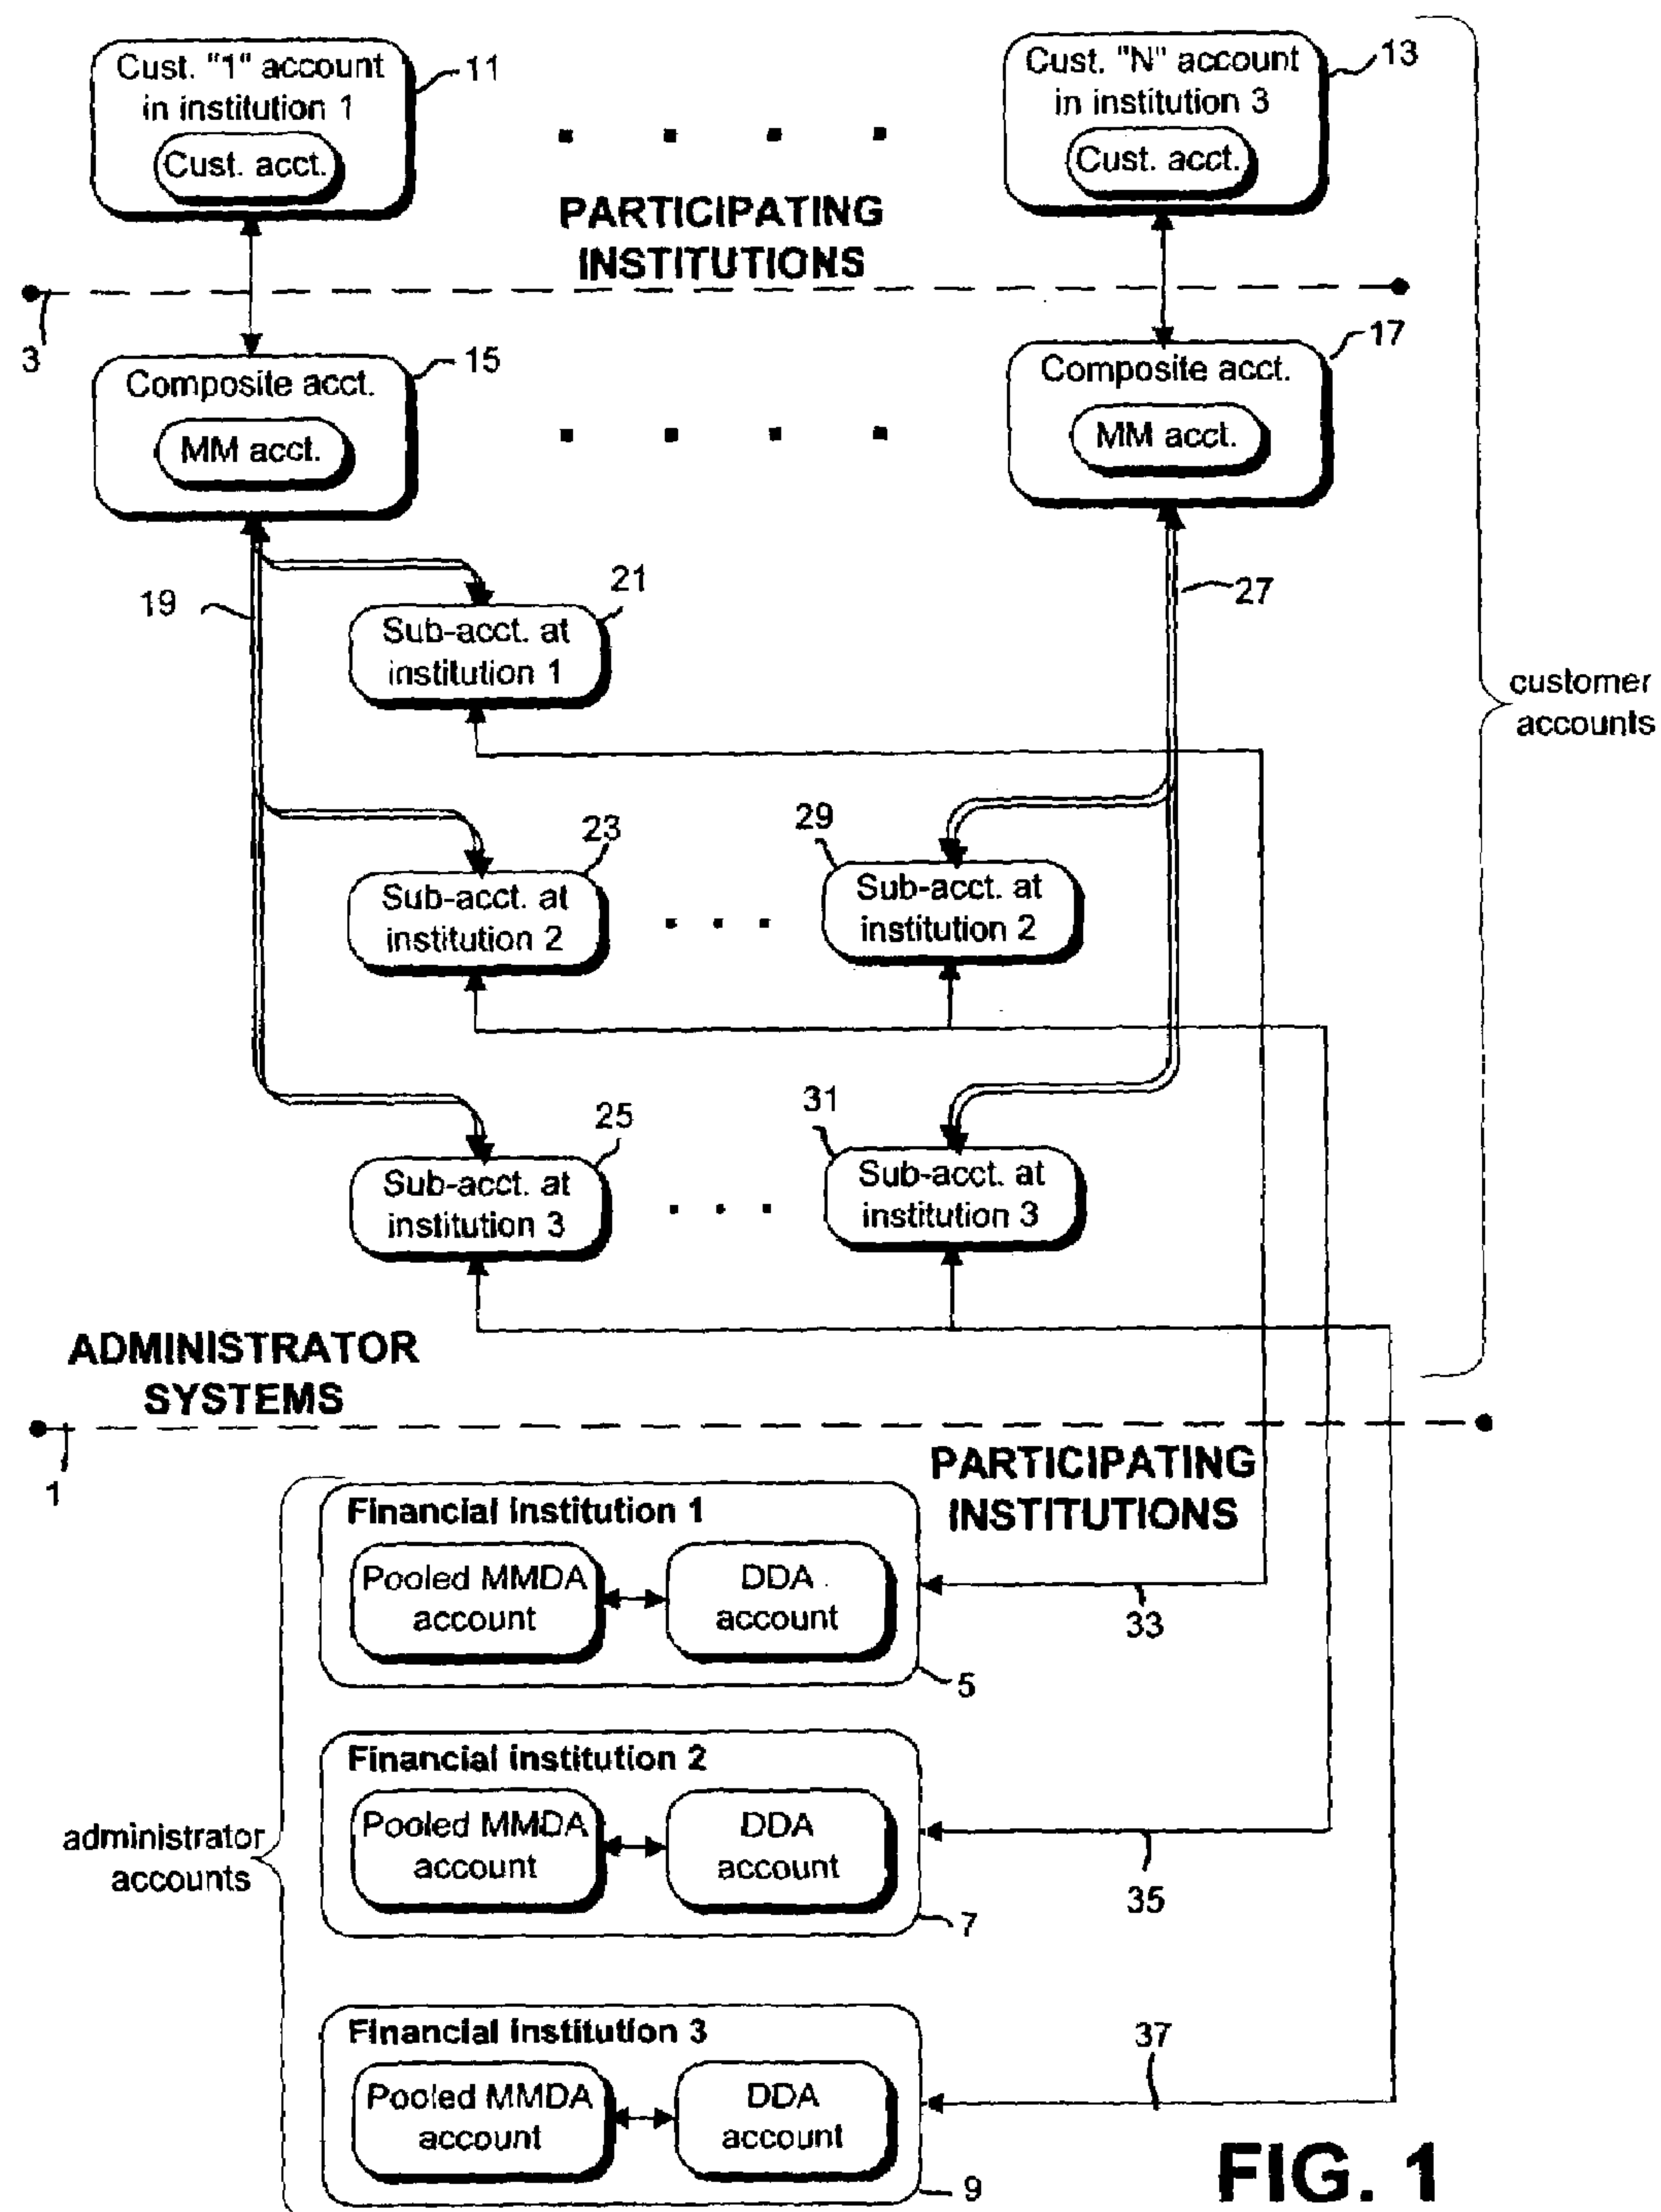 Cust. "1" account
in institution 1
Cust. acct.
11
Cust. "N" account
in institution 3
Cust. acct.
13
PARTICIPATING
INSTITUTIONS
3
Composite acct.
MM acct.
15
Composite acct.
MM acct.
17
19
21
Sub-acct. at
institution 1
27
customer
accounts
23
Sub-acct. at
institution 2
29
Sub-acct. at
institution 2
25
Sub-acct. at
institution 3
31
Sub-acct. at
institution 3
ADMINISTRATOR
SYSTEMS
1
PARTICIPATING
INSTITUTIONS
administrator
accounts
Financial institution 1
Pooled MMDA
account
DDA
account
5
33
Financial institution 2
Pooled MMDA
account
DDA
account
7
35
Financial institution 3
Pooled MMDA
account
DDA
account
9
37
FIG. 1